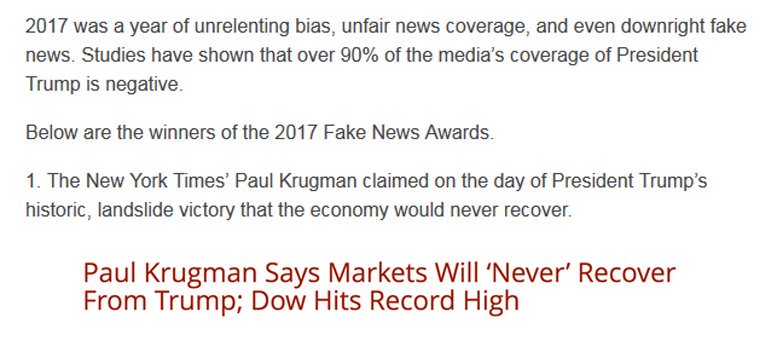 2017 was a year of unrelenting bias, unfair news coverage, and even downright fake
news. Studies have shown that over 90% of the media’s coverage of President
Trump is negative.
Below are the winners of the 2017 Fake News Awards.
1. The New York Times’ Paul Krugman claimed on the day of President Trump’s
historic, landslide victory that the economy would never recover.
Paul Krugman Says Markets Will ‘Never’ Recover
From Trump; Dow Hits Record High